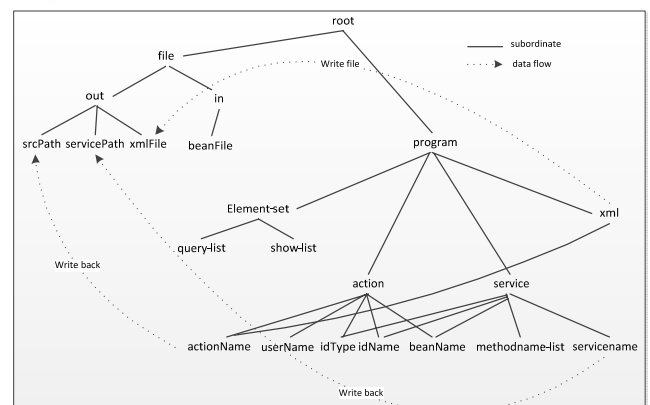 root
subordinate
file
Write file
data flow
out
in
srcPath servicePath xmlFile
beanFile
program
Element-set
xml
query-list
show-list
Write back
action
service
actionName
userName
idType idName
beanName
methodname-list
servicename
Write back